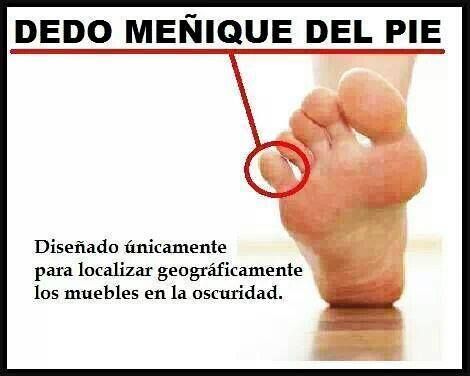 DEDO MEÑIQUE DEL PIE
Diseñado únicamente
para localizar geográficamente
los muebles en la oscuridad.